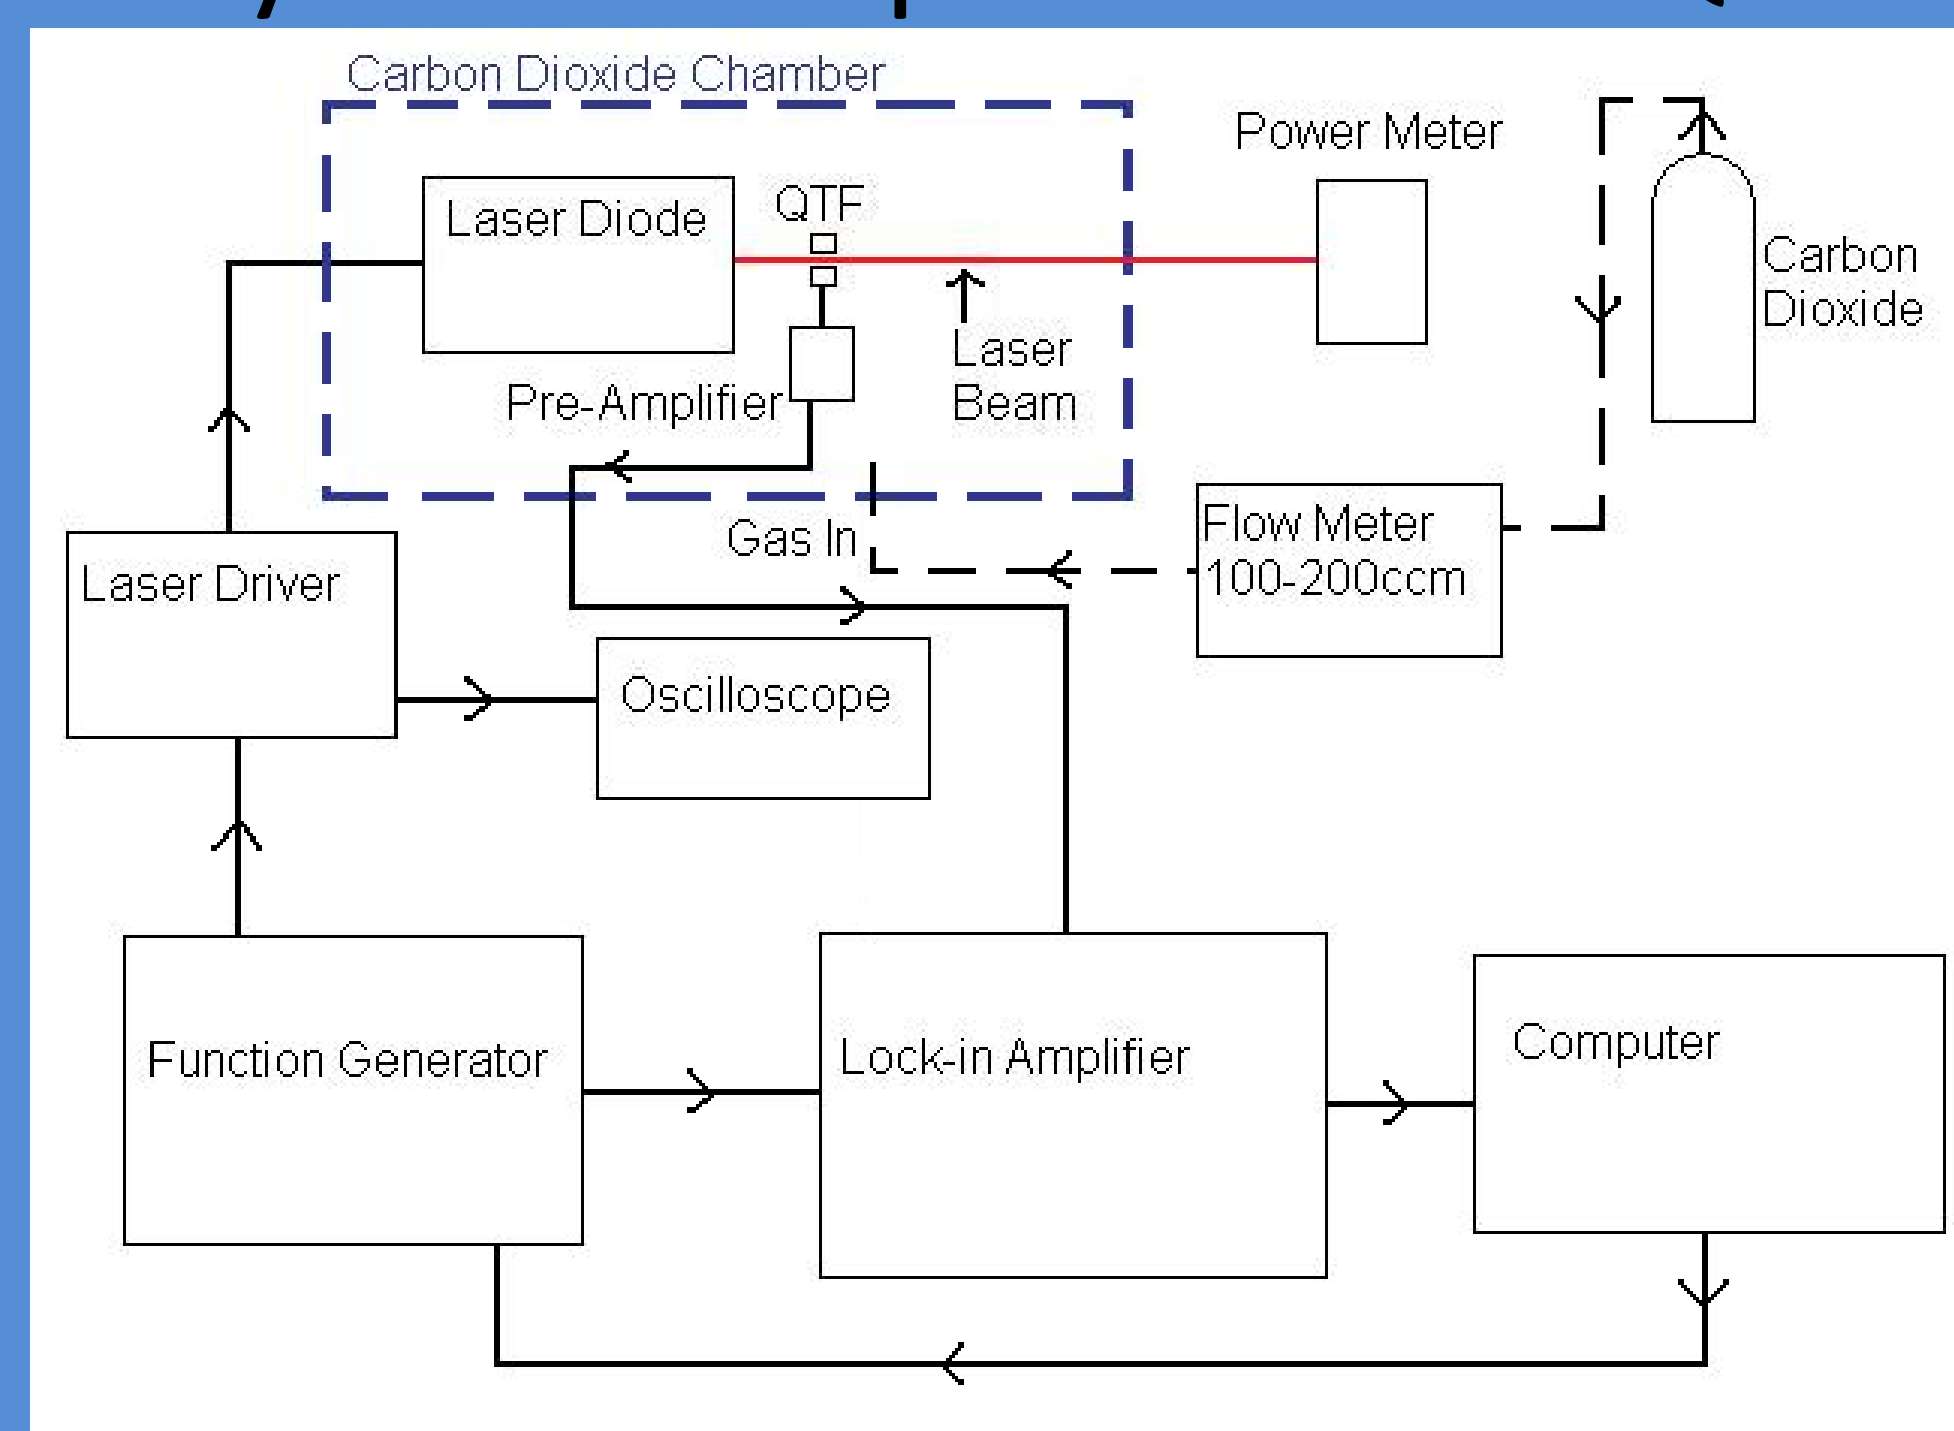 Carbon Dioxide Chamber
Power Meter
Laser Diode
QTF
Carbon
Dioxide
Laser
Beam
Pre-Amplifier
Gas In
Flow Meter
100-200ccm
Laser Driver
Oscilloscope
Function Generator
Lock-in Amplifier
Computer